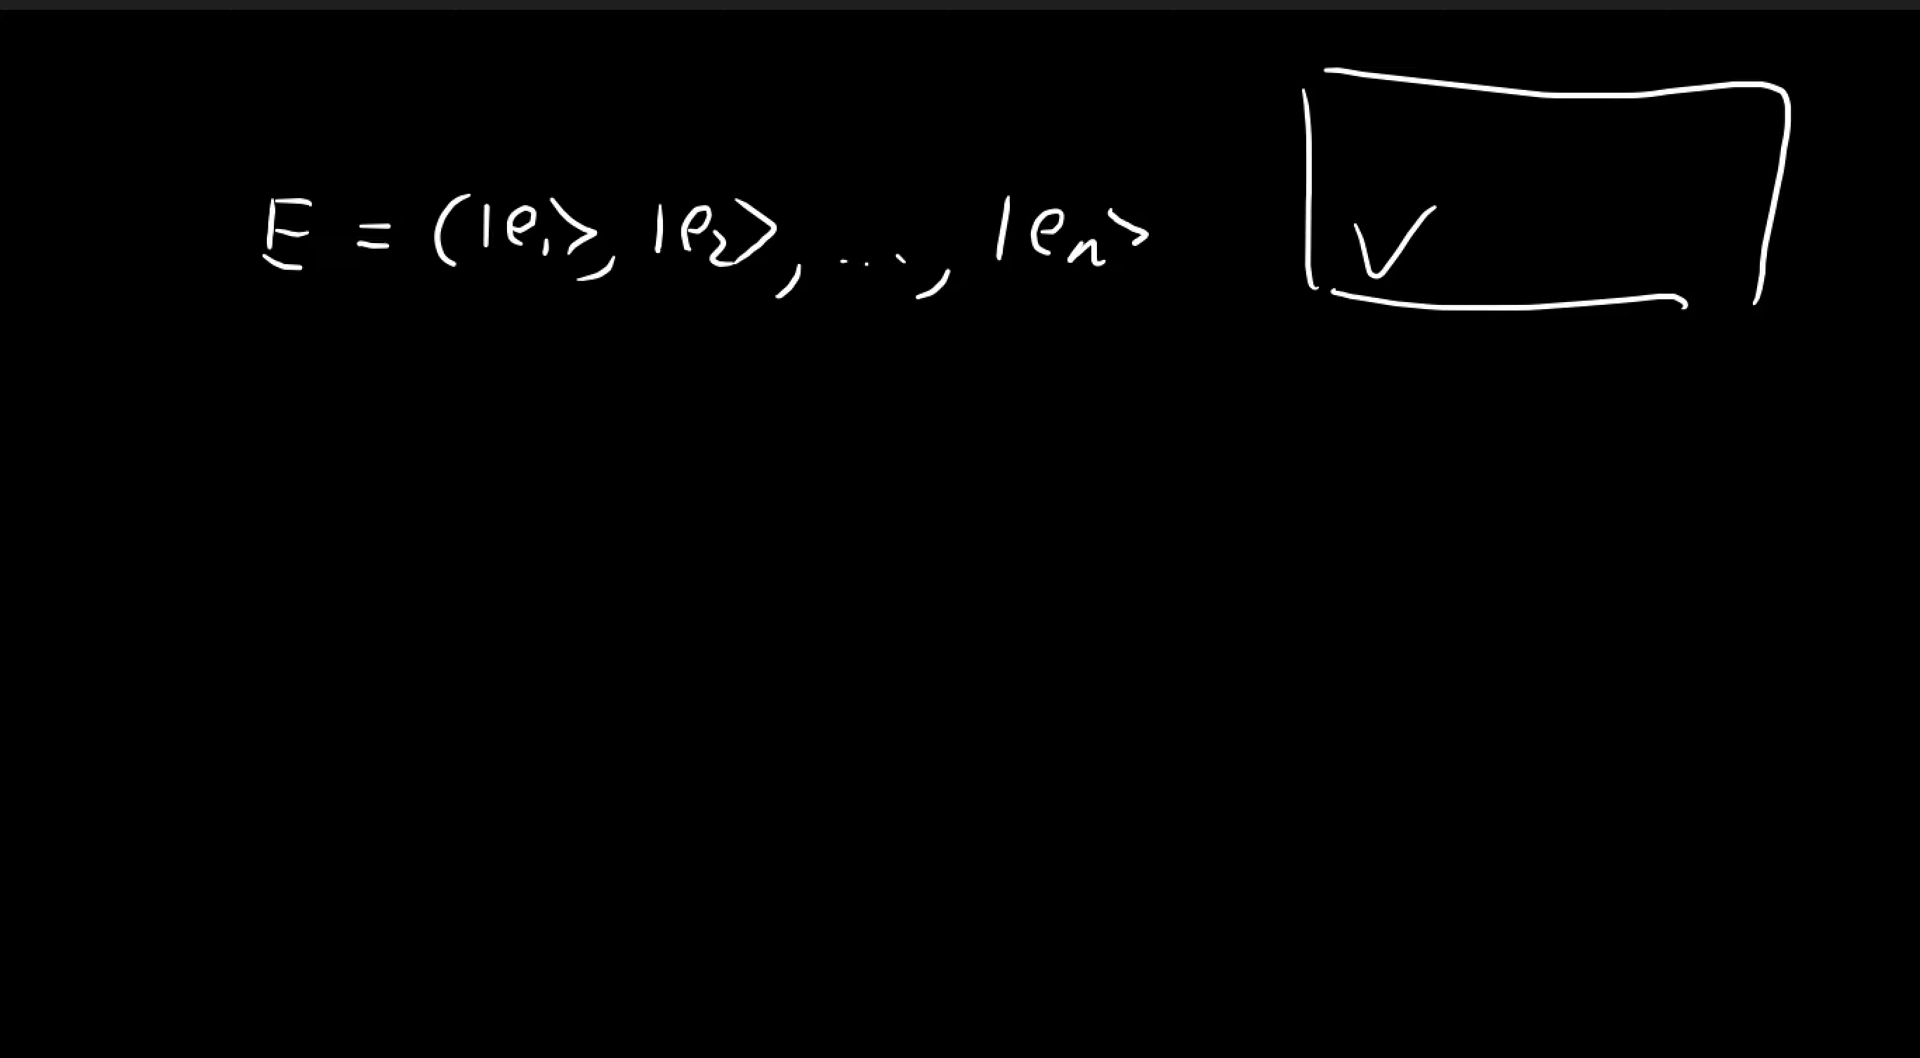 E = (|e₁>, |e₂>, ..., |eₙ> V